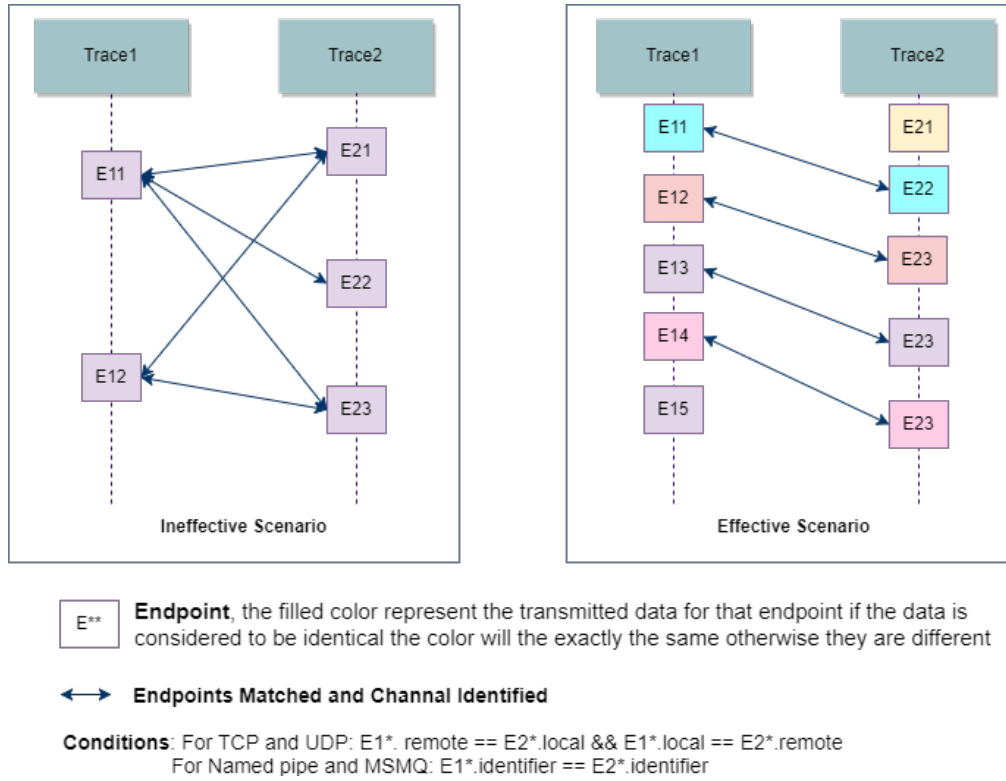 Trace1
Trace2
E11
E21
E22
E12
E23
Ineffective Scenario
Trace1
Trace2
E11
E21
E12
E22
E13
E23
E14
E23
E15
E23
Effective Scenario
E**
Endpoint, the filled color represent the transmitted data for that endpoint if the data is
considered to be identical the color will the exactly the same otherwise they are different
Endpoints Matched and Channal Identified
Conditions: For TCP and UDP: E1*. remote == E2*.local && E1*.local == E2*.remote
For Named pipe and MSMQ: E1*.identifier == E2*.identifier